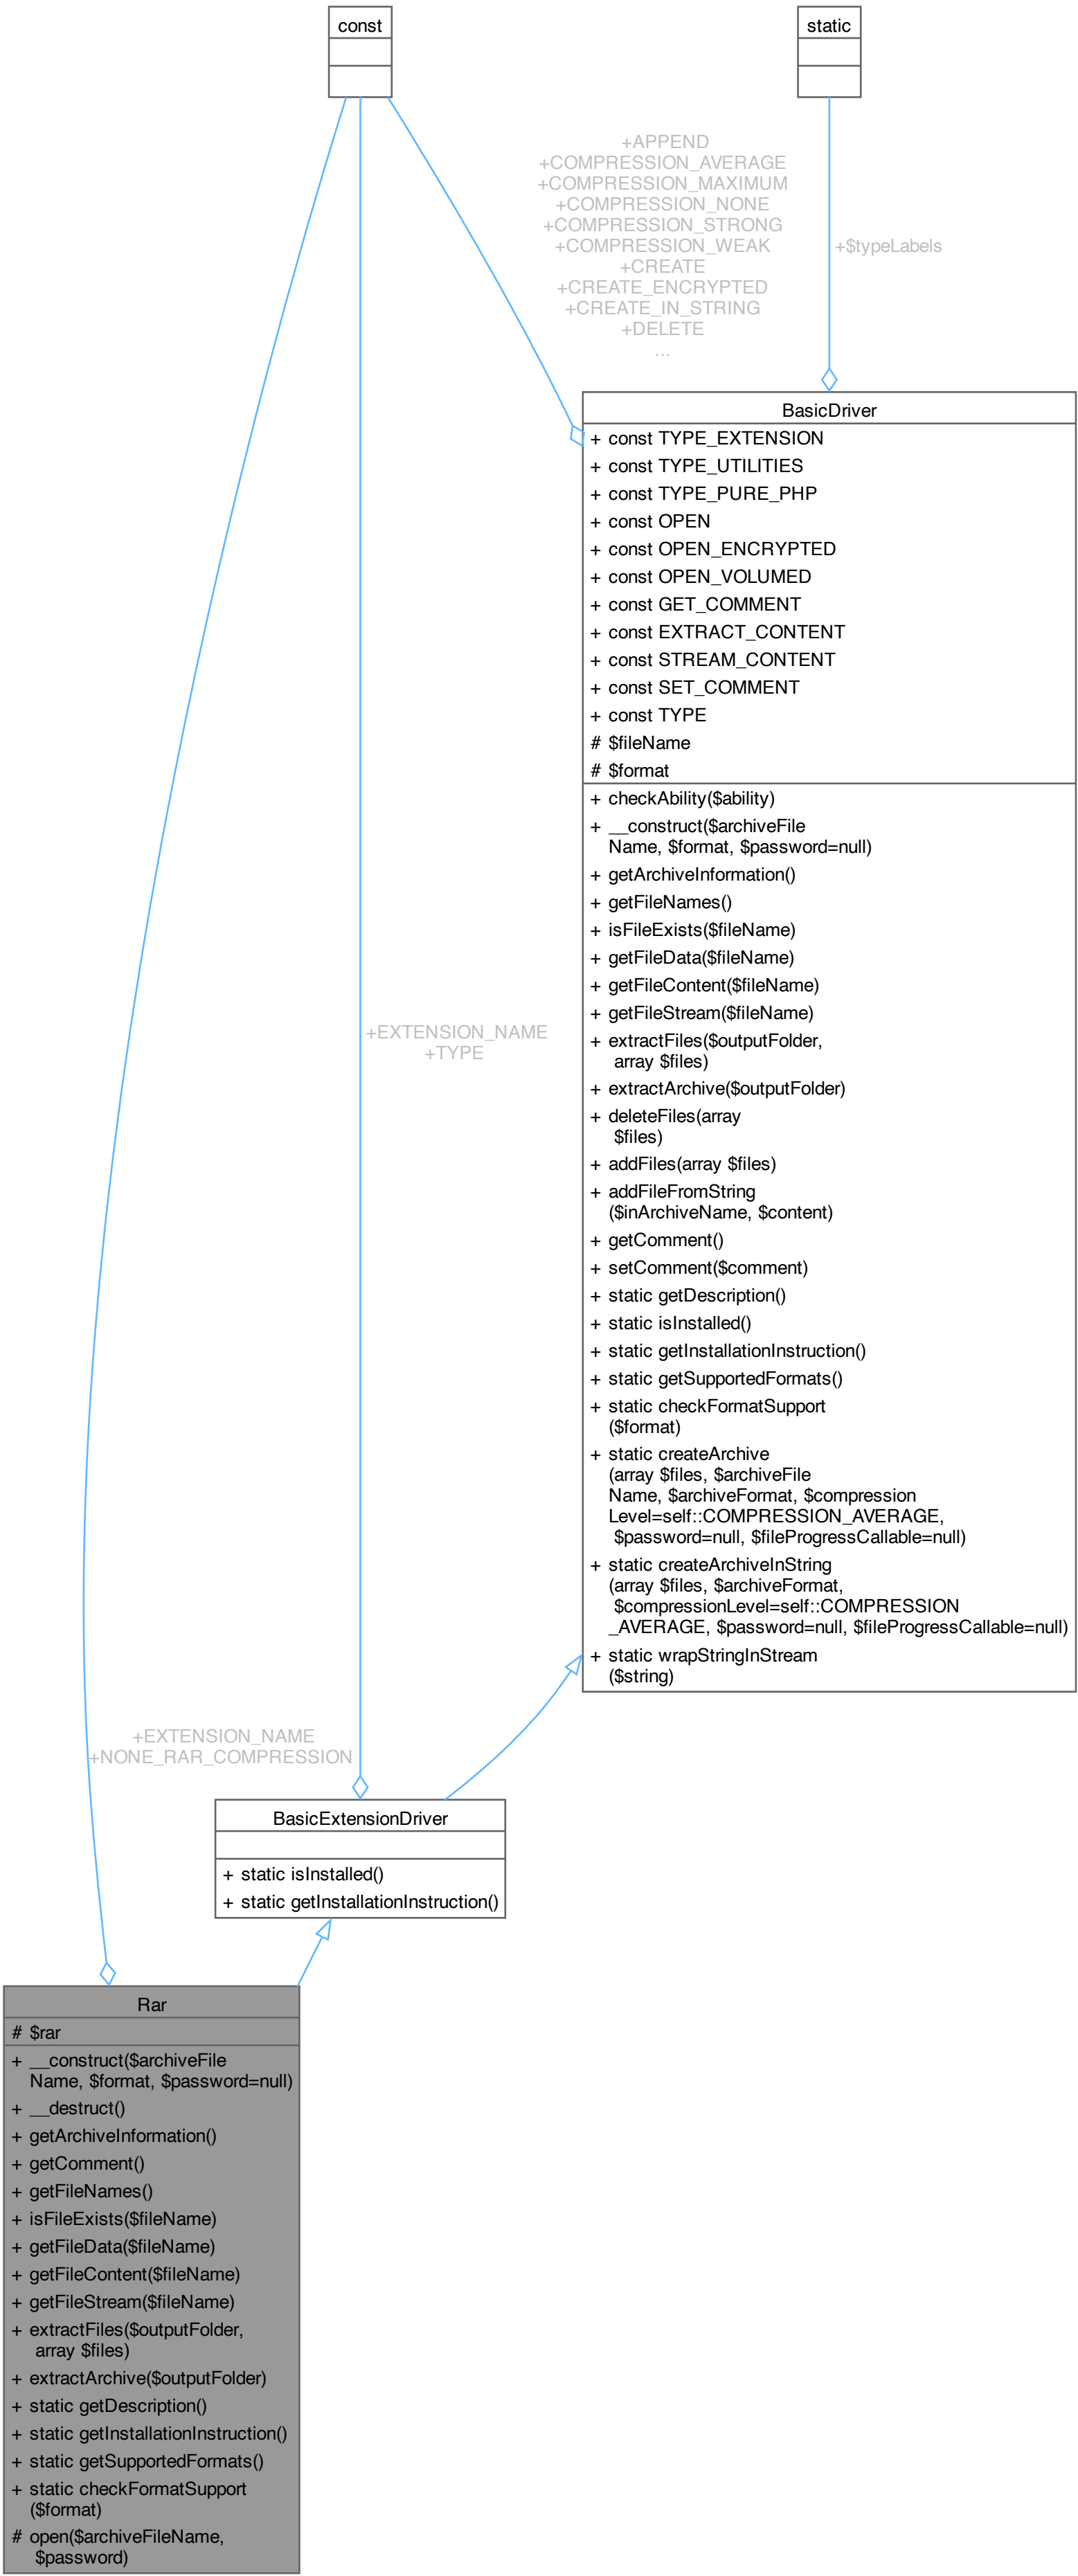 const
static
+APPEND
+COMPRESSION_AVERAGE
+COMPRESSION_MAXIMUM
+COMPRESSION_NONE
+COMPRESSION_STRONG
+COMPRESSION_WEAK
+CREATE
+CREATE_ENCRYPTED
+CREATE_IN_STRING
+DELETE
...
+$typeLabels
BasicDriver
+ const TYPE_EXTENSION
+ const TYPE_UTILITIES
+ const TYPE_PURE_PHP
+ const OPEN
+ const OPEN_ENCRYPTED
+ const OPEN_VOLUMED
+ const GET_COMMENT
+ const EXTRACT_CONTENT
+ const STREAM_CONTENT
+ const SET_COMMENT
+ const TYPE
# $fileName
# $format
+ checkAbility($ability)
+ __construct($archiveFile
Name, $format, $password=null)
+ getArchiveInformation()
+ getFileNames()
+ isFileExists($fileName)
+ getFileData($fileName)
+ getFileContent($fileName)
+ getFileStream($fileName)
+ extractFiles($outputFolder,
array $files)
+ extractArchive($outputFolder)
+ deleteFiles(array
$files)
+ addFiles(array $files)
+ addFileFromString
($inArchiveName, $content)
+ getComment()
+ setComment($comment)
+ static getDescription()
+ static isInstalled()
+ static getInstallationInstruction()
+ static getSupportedFormats()
+ static checkFormatSupport
($format)
+ static createArchive
(array $files, $archiveFile
Name, $archiveFormat, $compression
Level=self::COMPRESSION_AVERAGE,
$password=null, $fileProgressCallable=null)
+ static createArchiveInString
(array $files, $archiveFormat,
$compressionLevel=self::COMPRESSION
_AVERAGE, $password=null, $fileProgressCallable=null)
+ static wrapStringInStream
($string)
+EXTENSION_NAME
+TYPE
+EXTENSION_NAME
+NONE_RAR_COMPRESSION
BasicExtensionDriver
+ static isInstalled()
+ static getInstallationInstruction()
Rar
# $rar
+ __construct($archiveFile
Name, $format, $password=null)
+ __destruct()
+ getArchiveInformation()
+ getComment()
+ getFileNames()
+ isFileExists($fileName)
+ getFileData($fileName)
+ getFileContent($fileName)
+ getFileStream($fileName)
+ extractFiles($outputFolder,
array $files)
+ extractArchive($outputFolder)
+ static getDescription()
+ static getInstallationInstruction()
+ static getSupportedFormats()
+ static checkFormatSupport
($format)
# open($archiveFileName,
$password)